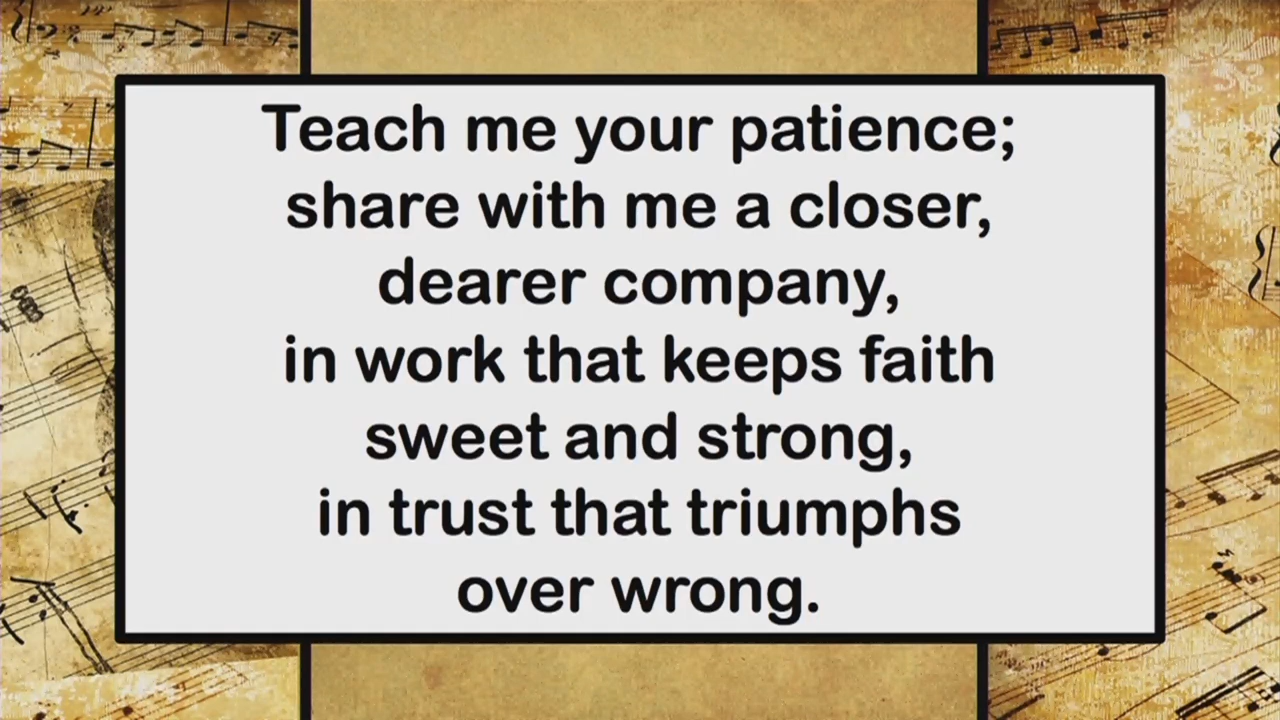 Teach me your patience;
share with me a closer,
dearer company,
in work that keeps faith
sweet and strong,
in trust that triumphs
over wrong.